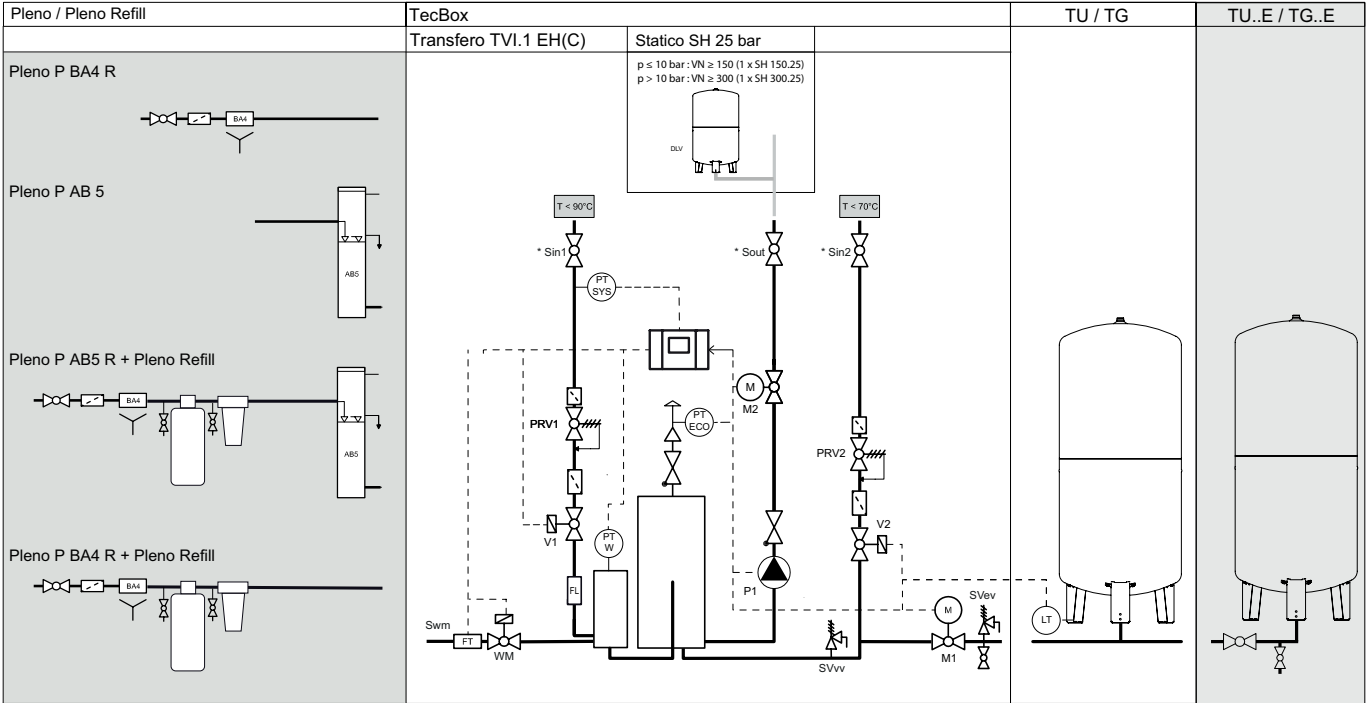 Pleno / Pleno Refill
TecBox
TU / TG
TU..E / TG..E
Transfero TVI.1 EH(C)
Statico SH 25 bar
p ≤ 10 bar : VN ≥ 150 (1 x SH 150.25)
p > 10 bar : VN ≥ 300 (1 x SH 300.25)
DLV
Pleno P BA4 R
BA4
Pleno P AB 5
AB5
Pleno P AB5 R + Pleno Refill
BA4
AB5
Pleno P BA4 R + Pleno Refill
BA4
T < 90°C
T < 70°C
* Sin1
* Sout
* Sin2
PT
SYS
M
M2
PRV1
PT
ECO
PRV2
V1
PT
W
V2
FL
P1
Swm
FT
WM
SVvv
M
M1
SVev
LT